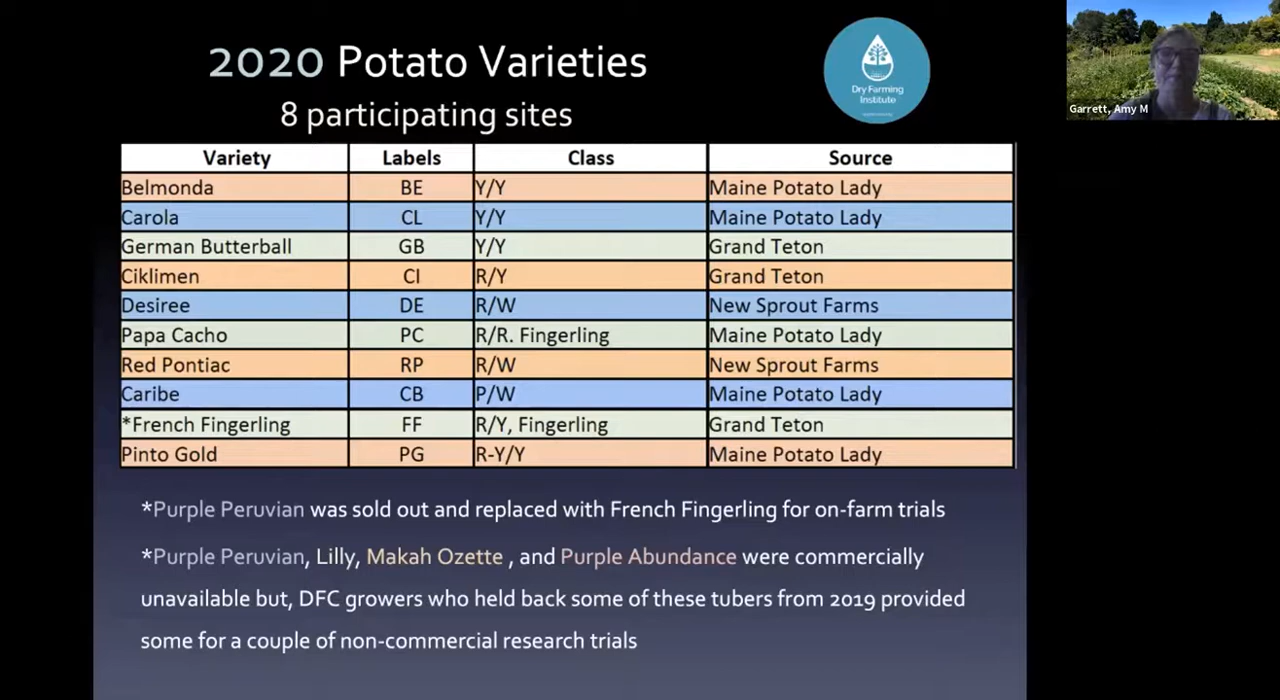 2020 Potato Varieties
8 participating sites
Dry Farming
Institute
Garrett, Amy M
Variety Labels Class Source
Belmonda BE Y/Y Maine Potato Lady
Carola CL Y/Y Maine Potato Lady
German Butterball GB Y/Y Grand Teton
Ciklimen CI R/Y Grand Teton
Desiree DE R/W New Sprout Farms
Papa Cacho PC R/R. Fingerling Maine Potato Lady
Red Pontiac RP R/W New Sprout Farms
Caribe CB P/W Maine Potato Lady
*French Fingerling FF R/Y, Fingerling Grand Teton
Pinto Gold PG R-Y/Y Maine Potato Lady
*Purple Peruvian was sold out and replaced with French Fingerling for on-farm trials
*Purple Peruvian, Lilly, Makah Ozette , and Purple Abundance were commercially
unavailable but, DFC growers who held back some of these tubers from 2019 provided
some for a couple of non-commercial research trials